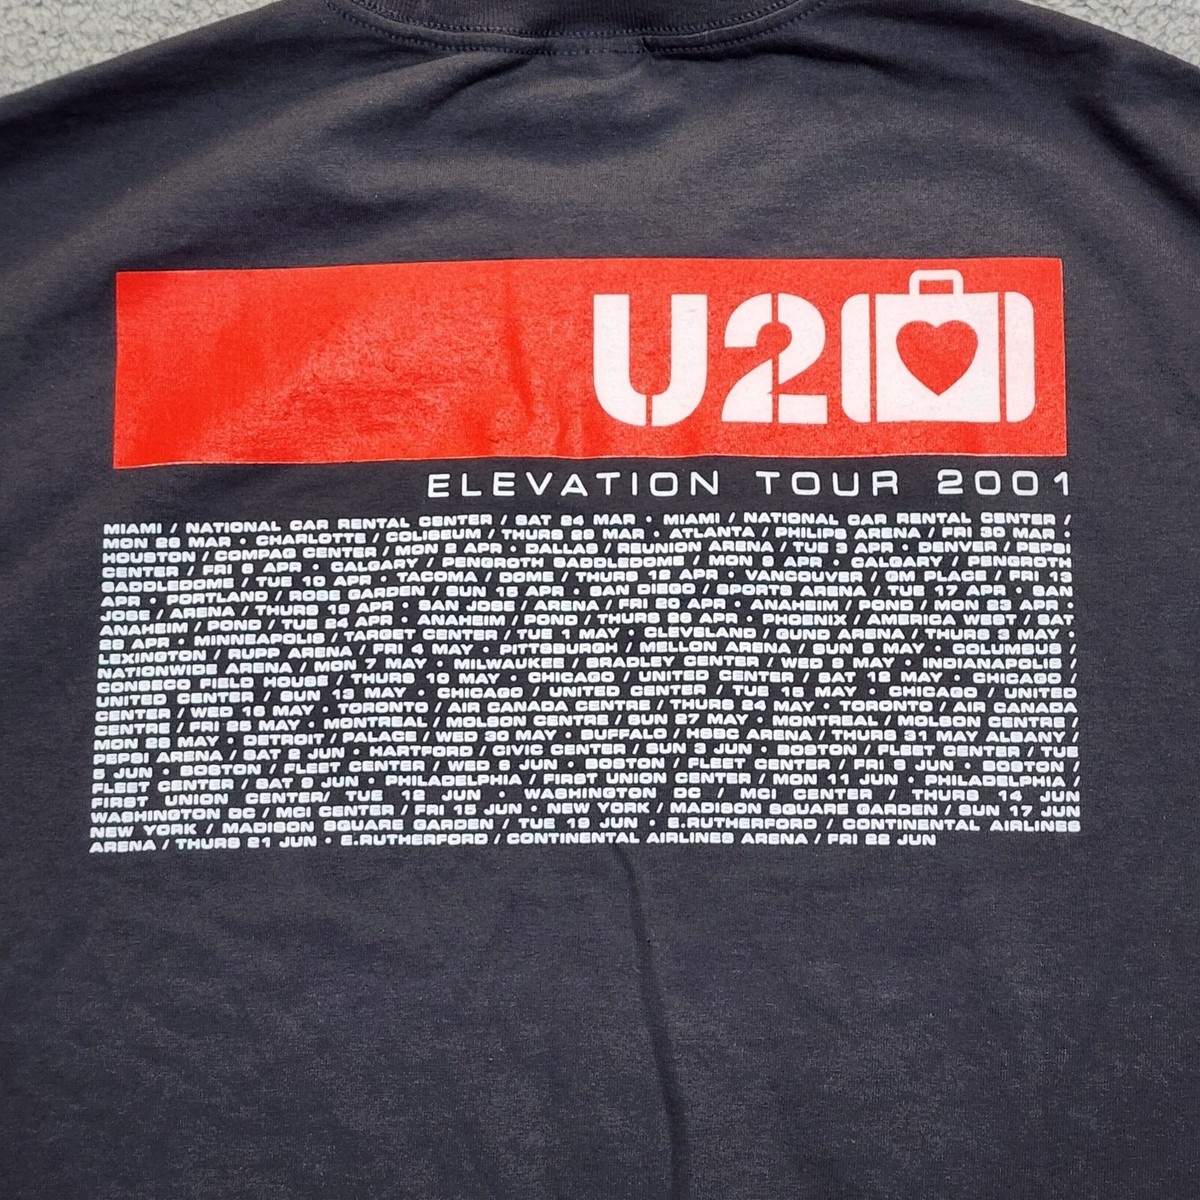 U2
ELEVATION TOUR 2001
MIAMI / NATIONAL CAR RENTAL CENTER / SAT 24 MAR · MIAMI / NATIONAL CAR RENTAL CENTER /
MON 26 MAR · CHARLOTTE / COLISEUM / THURS 29 MAR · ATLANTA / PHILIPS ARENA / FRI 30 MAR ·
HOUSTON / COMPAQ CENTER / MON 2 APR · DALLAS / REUNION ARENA / TUE 3 APR · DENVER / PEPSI
CENTER / FRI 6 APR · CALGARY / PENGROTH SADDLEDOME / MON 9 APR · CALGARY / PENGROTH
SADDLEDOME / TUE 10 APR · TACOMA / DOME / THURS 12 APR · VANCOUVER / GM PLACE / FRI 13
APR · PORTLAND / ROSE GARDEN / SUN 15 APR · SAN DIEGO / SPORTS ARENA / TUE 17 APR · SAN
JOSE / ARENA / THURS 19 APR · SAN JOSE / ARENA / FRI 20 APR · ANAHEIM / POND / MON 23 APR ·
ANAHEIM / POND / TUE 24 APR · ANAHEIM / POND / THURS 26 APR · PHOENIX / AMERICA WEST / SAT
28 APR · MINNEAPOLIS / TARGET CENTER / TUE 1 MAY · CLEVELAND / GUND ARENA / THURS 3 MAY ·
LEXINGTON / RUPP ARENA / FRI 4 MAY · PITTSBURGH / MELLON ARENA / SUN 6 MAY · COLUMBUS /
NATIONWIDE ARENA / MON 7 MAY · MILWAUKEE / BRADLEY CENTER / WED 9 MAY · INDIANAPOLIS /
CONSECO FIELD HOUSE / THURS 10 MAY · CHICAGO / UNITED CENTER / SAT 12 MAY · CHICAGO /
UNITED CENTER / SUN 13 MAY · CHICAGO / UNITED CENTER / TUE 15 MAY · CHICAGO / UNITED
CENTER / WED 16 MAY · TORONTO / AIR CANADA CENTRE / THURS 24 MAY · TORONTO / AIR CANADA
CENTRE / FRI 25 MAY · MONTREAL / MOLSON CENTRE / SUN 27 MAY · MONTREAL / MOLSON CENTRE /
MON 28 MAY · DETROIT / PALACE / WED 30 MAY · BUFFALO / HSBC ARENA / THURS 31 MAY ALBANY /
PEPSI ARENA / SAT 2 JUN · HARTFORD / CIVIC CENTER / SUN 3 JUN · BOSTON / FLEET CENTER / TUE
5 JUN · BOSTON / FLEET CENTER / WED 6 JUN · BOSTON / FLEET CENTER / FRI 8 JUN · BOSTON /
FLEET CENTER / SAT 9 JUN · PHILADELPHIA / FIRST UNION CENTER / MON 11 JUN · PHILADELPHIA /
FIRST UNION CENTER/ TUE 12 JUN · WASHINGTON DC / MCI CENTER / THURS 14 JUN
WASHINGTON DC / MCI CENTER / FRI 15 JUN · NEW YORK / MADISON SQUARE GARDEN / SUN 17 JUN
NEW YORK / MADISON SQUARE GARDEN / TUE 19 JUN · E.RUTHERFORD / CONTINENTAL AIRLINES
ARENA / THURS 21 JUN · E.RUTHERFORD / CONTINENTAL AIRLINES ARENA / FRI 22 JUN